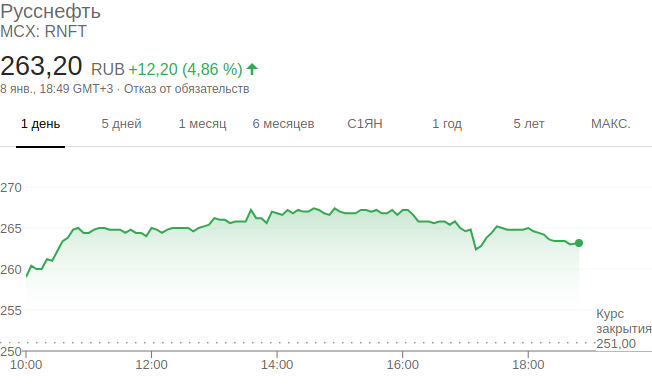 Русснефть
MCX: RNFT
263,20 RUB +12,20 (4,86 %)
8 янв., 18:49 GMT+3 · Отказ от обязательств
1 день 5 дней 1 месяц 6 месяцев С1ЯН 1 год 5 лет МАКС.
270
265
260
255
Курс
закрытия
251,00
250
10:00 12:00 14:00 16:00 18:00